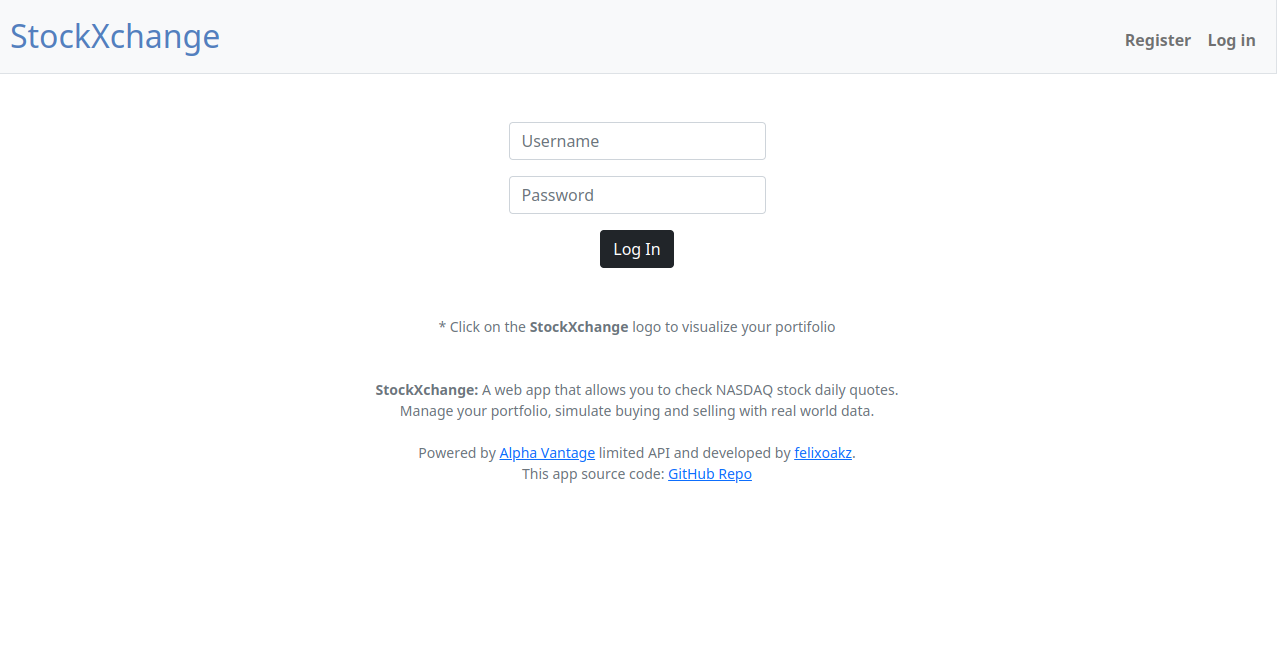 StockXchange
Register Log in
Username
Password
Log In
* Click on the StockXchange logo to visualize your portifolio
StockXchange: A web app that allows you to check NASDAQ stock daily quotes.
Manage your portfolio, simulate buying and selling with real world data.
Powered by Alpha Vantage limited API and developed by felixoakz.
This app source code: GitHub Repo